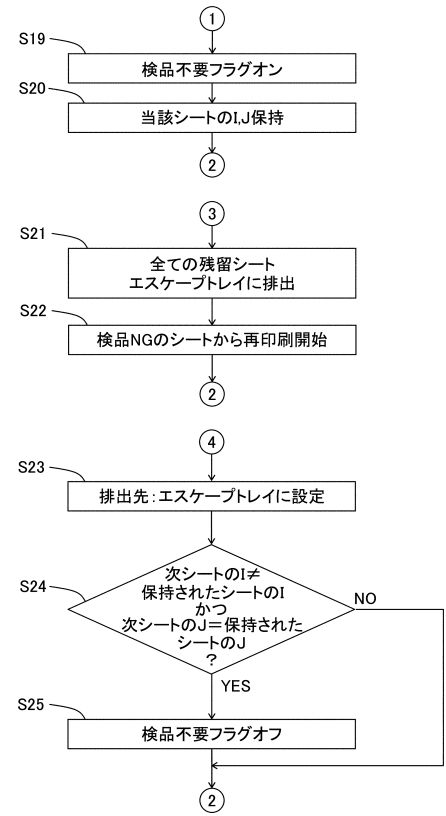 ①
S19
検品不要フラグオン
S20
当該シートのI,J保持
②
③
S21
全ての残留シート
エスケープトレイに排出
S22
検品NGのシートから再印刷開始
②
④
S23
排出先:エスケープトレイに設定
S24
次シートのI≠
保持されたシートのI
かつ
次シートのJ=保持された
シートのJ
?
NO
YES
S25
検品不要フラグオフ
②